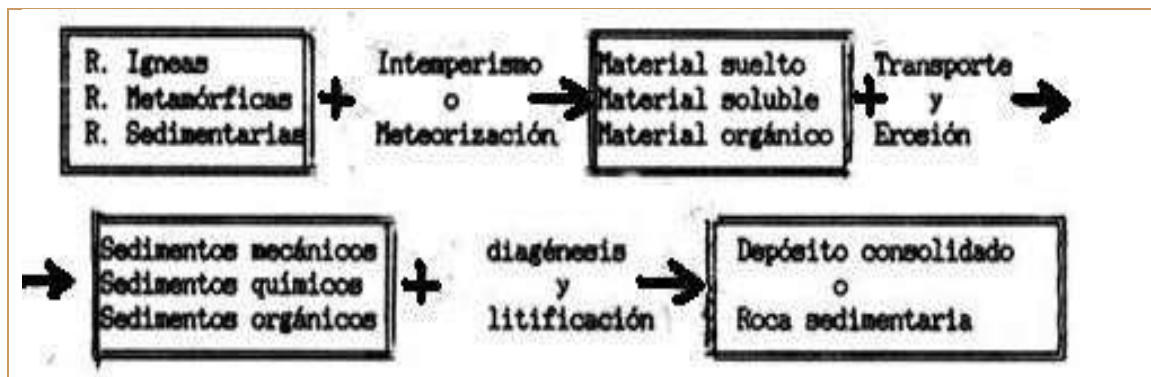 R. Igneas
R. Metamórficas
R. Sedimentarias
+
Intemperismo
o
Meteorización
Material suelto
Material soluble
Material orgánico
+
Transporte
y
Erosión
Sedimentos mecánicos
Sedimentos químicos
Sedimentos orgánicos
+
diagénesis
y
litificación
Depósito consolidado
o
Roca sedimentaria